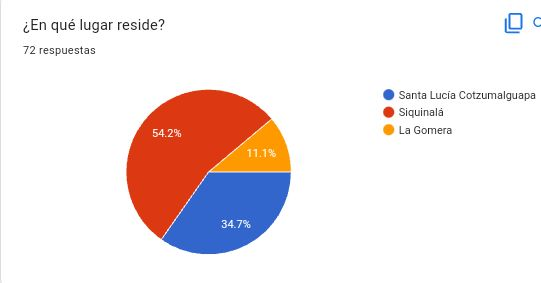 ¿En qué lugar reside?
72 respuestas
Santa Lucía Cotzumalguapa
Siquinalá
La Gomera
54.2%
11.1%
34.7%